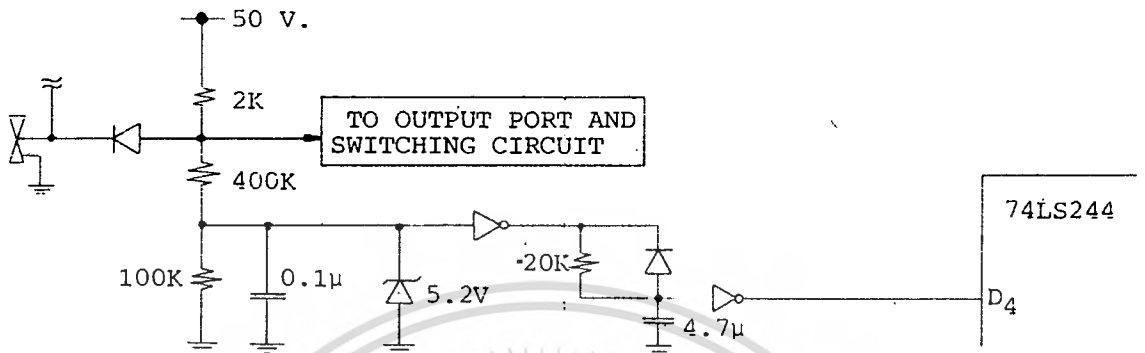 50 V.
2K
TO OUTPUT PORT AND
SWITCHING CIRCUIT
400K
74LS244
100K
0.1µ
5.2V
20K
4.7µ
D4